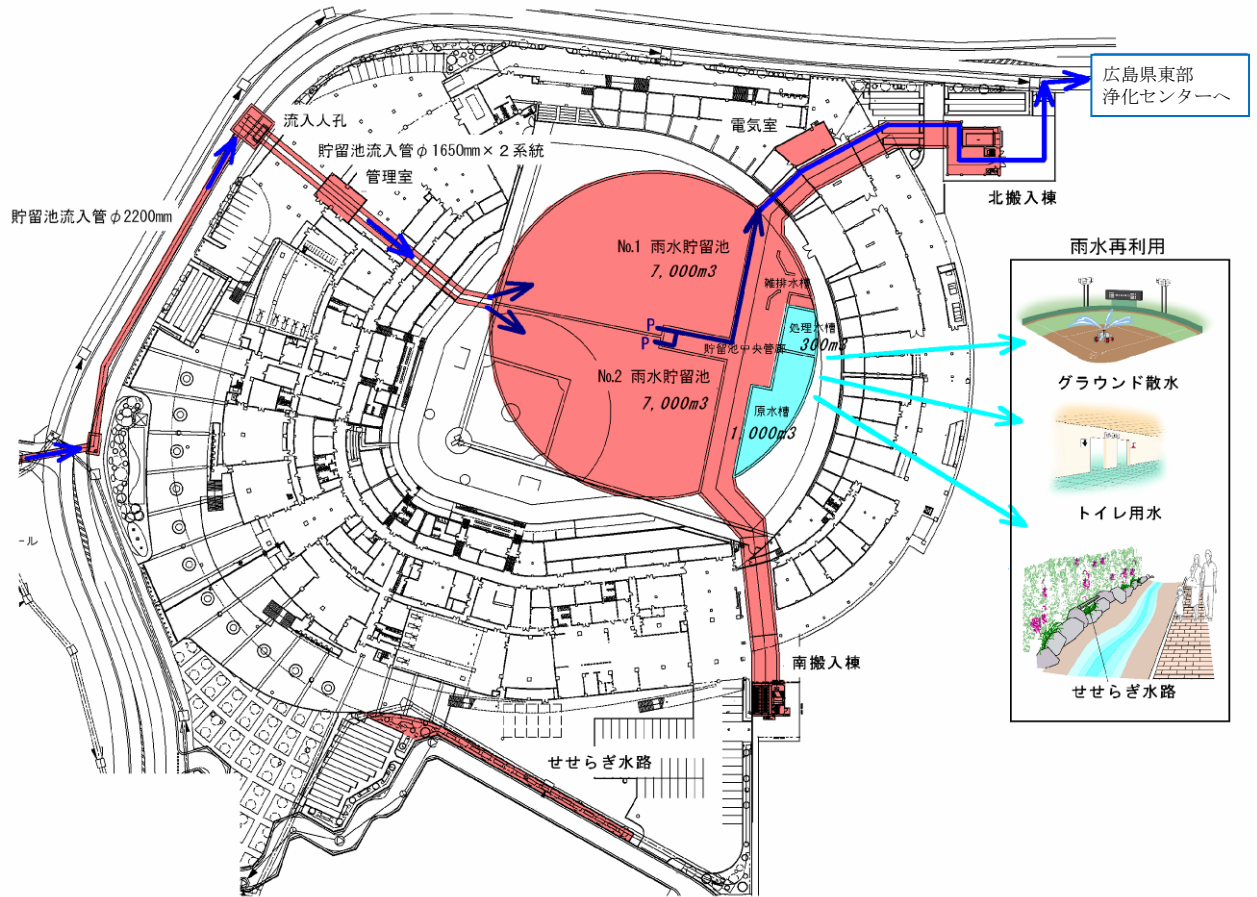 広島県東部
浄化センターへ
流入人孔
電気室
貯留池流入管φ1650mm×2系統
管理室
北搬入棟
貯留池流入管φ2200mm
雨水再利用
No.1 雨水貯留池
7,000m3
雑排水槽
処理水槽
300m3
P
P
貯留池中央管廊
No.2 雨水貯留池
7,000m3
原水槽
1,000m3
グラウンド散水
トイレ用水
ール
南搬入棟
せせらぎ水路
せせらぎ水路